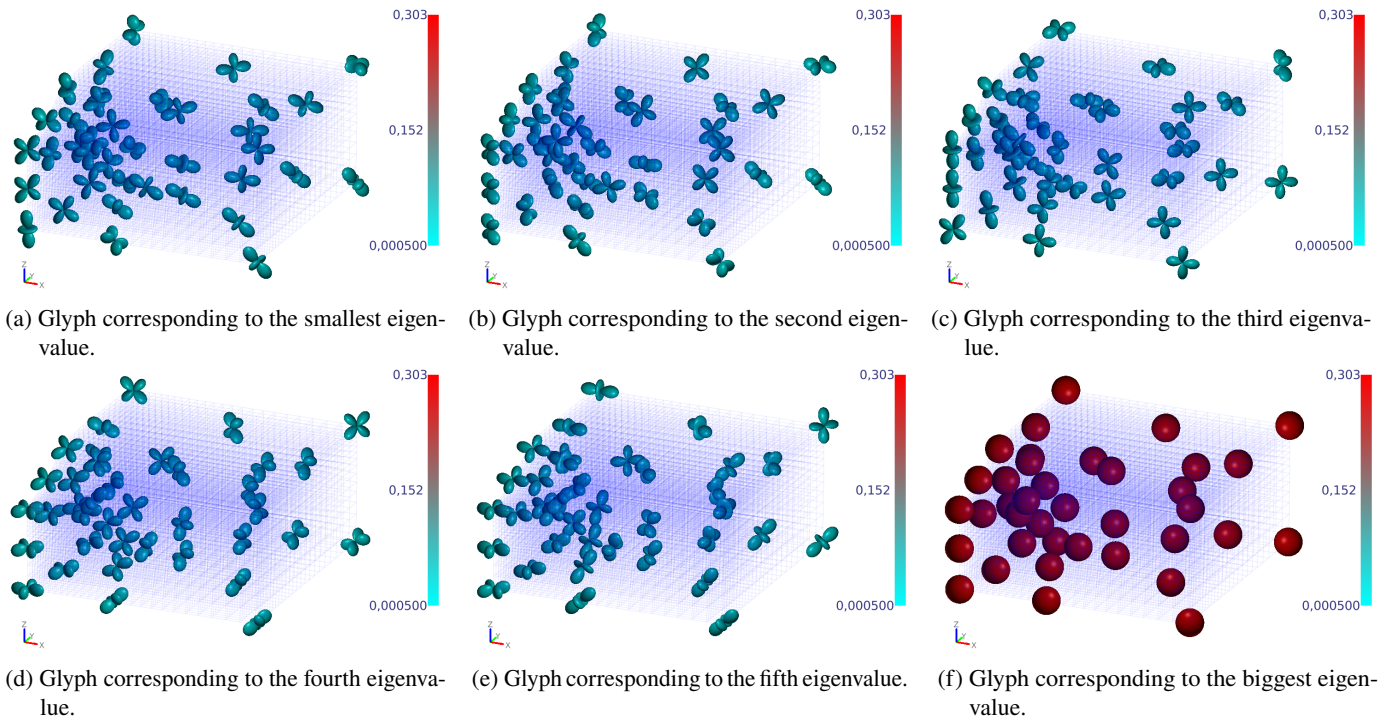 0,303
0,152
0,000500
Z
Y
X
0,303
0,152
0,000500
Z
Y
X
0,303
0,152
0,000500
Z
Y
X
(a) Glyph corresponding to the smallest eigen-
value.
(b) Glyph corresponding to the second eigen-
value.
(c) Glyph corresponding to the third eigenva-
lue.
0,303
0,152
0,000500
Z
Y
X
0,303
0,152
0,000500
Z
Y
X
0,303
0,152
0,000500
Z
Y
X
(d) Glyph corresponding to the fourth eigenva-
lue.
(e) Glyph corresponding to the fifth eigenvalue.
(f) Glyph corresponding to the biggest eigen-
value.